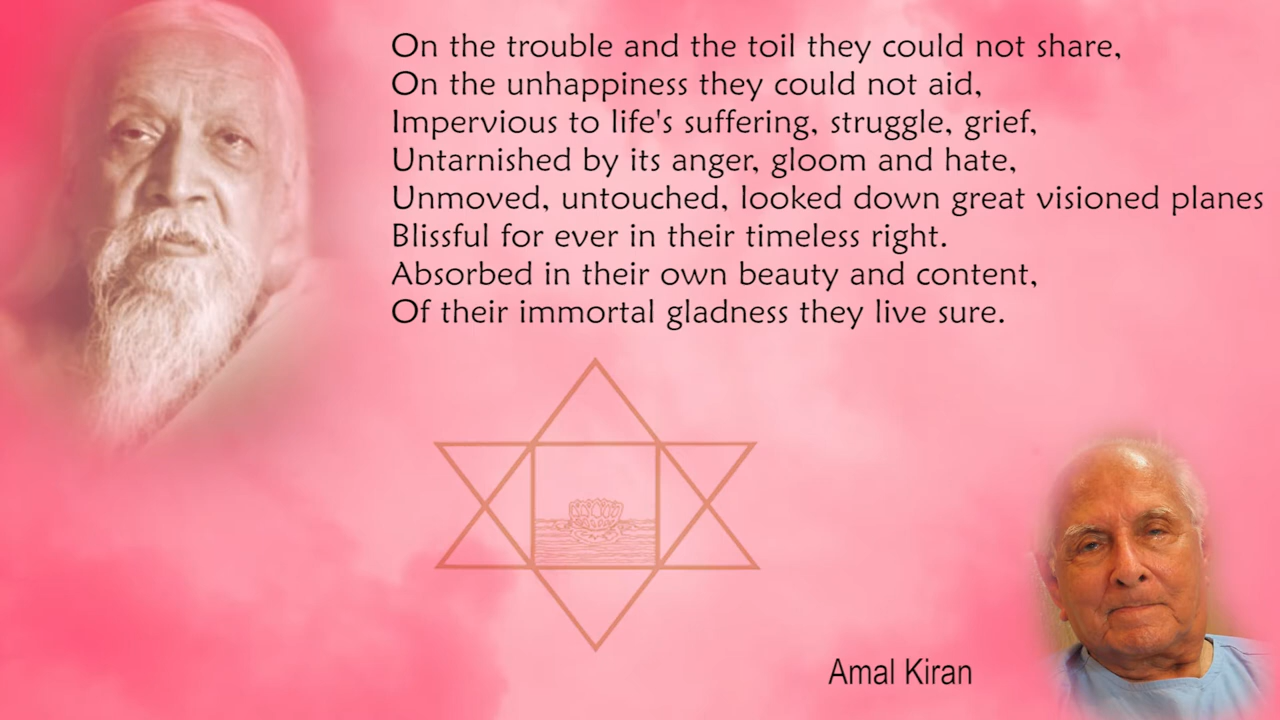 On the trouble and the toil they could not share,
On the unhappiness they could not aid,
Impervious to life's suffering, struggle, grief,
Untarnished by its anger, gloom and hate,
Unmoved, untouched, looked down great visioned planes
Blissful for ever in their timeless right.
Absorbed in their own beauty and content,
Of their immortal gladness they live sure.
Amal Kiran